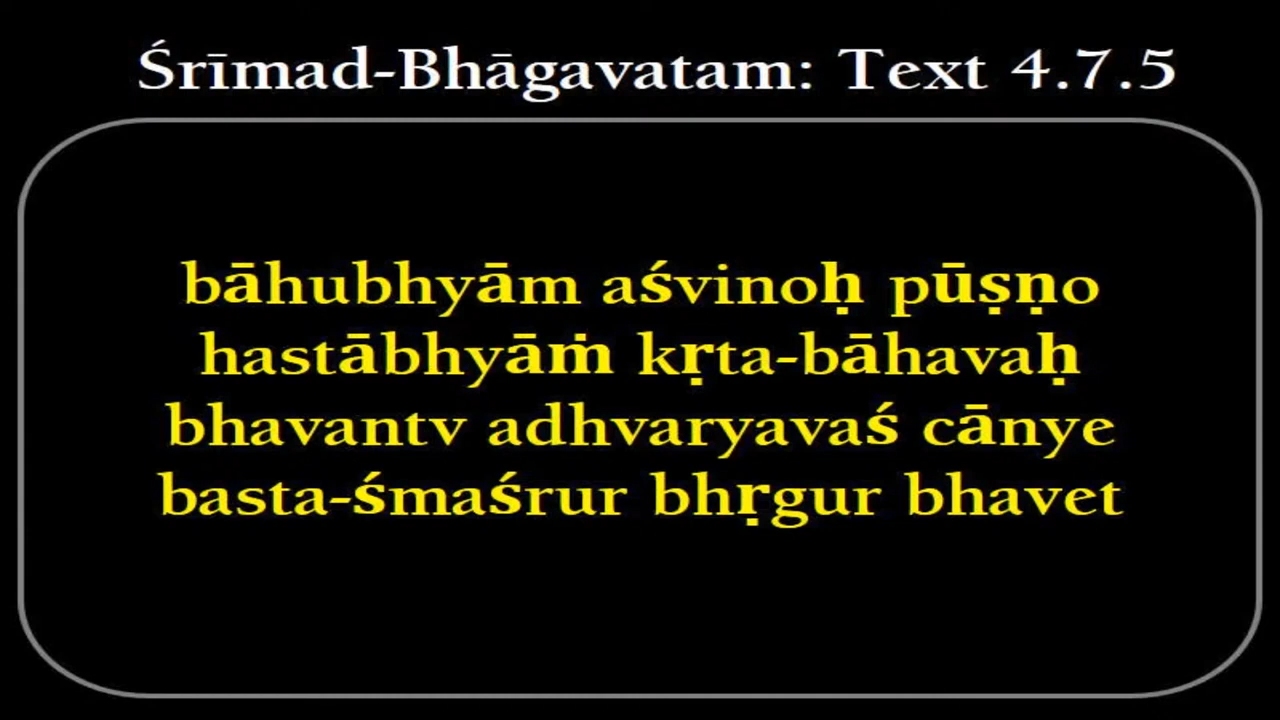 Śrīmad-Bhāgavatam: Text 4.7.5
bāhubhyām aśvinoḥ pūṣṇo
hastābhyāṁ kṛta-bāhavaḥ
bhavantv adhvaryavaś cānye
basta-śmaśrur bhṛgur bhavet